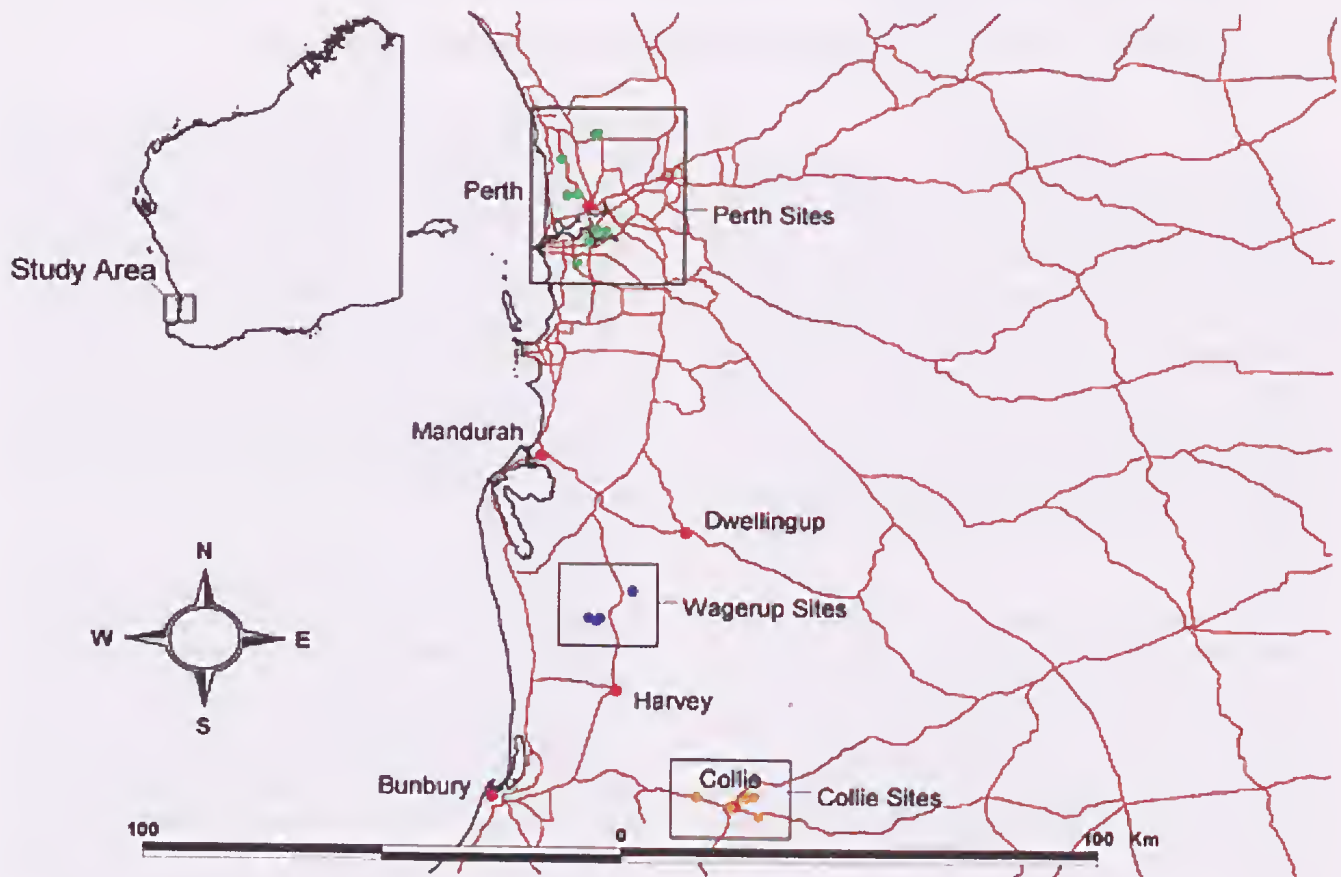 Perth
Perth Sites
Study Area
Mandurah
Dwellingup
N
W
E
S
Wagerup Sites
Harvey
Bunbury
Collie
Collie Sites
100
0
100 Km